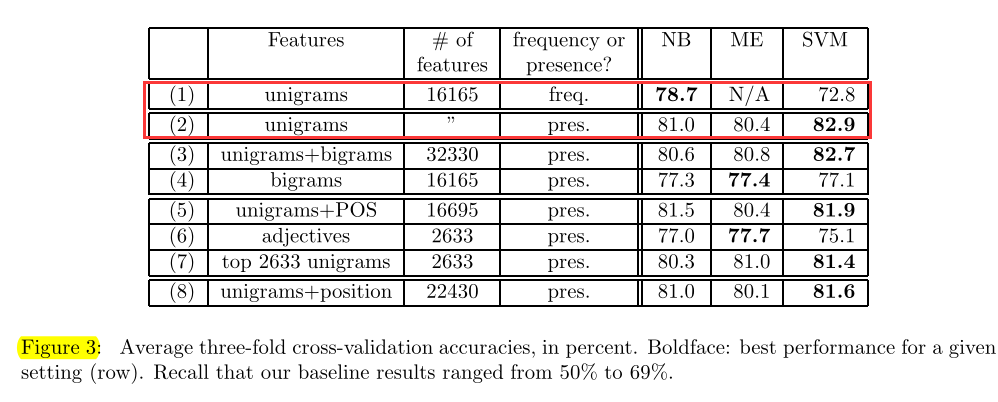 Features # of features frequency or presence? NB ME SVM
(1) unigrams 16165 freq. 78.7 N/A 72.8
(2) unigrams ” pres. 81.0 80.4 82.9
(3) unigrams+bigrams 32330 pres. 80.6 80.8 82.7
(4) bigrams 16165 pres. 77.3 77.4 77.1
(5) unigrams+POS 16695 pres. 81.5 80.4 81.9
(6) adjectives 2633 pres. 77.0 77.7 75.1
(7) top 2633 unigrams 2633 pres. 80.3 81.0 81.4
(8) unigrams+position 22430 pres. 81.0 80.1 81.6
Figure 3: Average three-fold cross-validation accuracies, in percent. Boldface: best performance for a given
setting (row). Recall that our baseline results ranged from 50% to 69%.